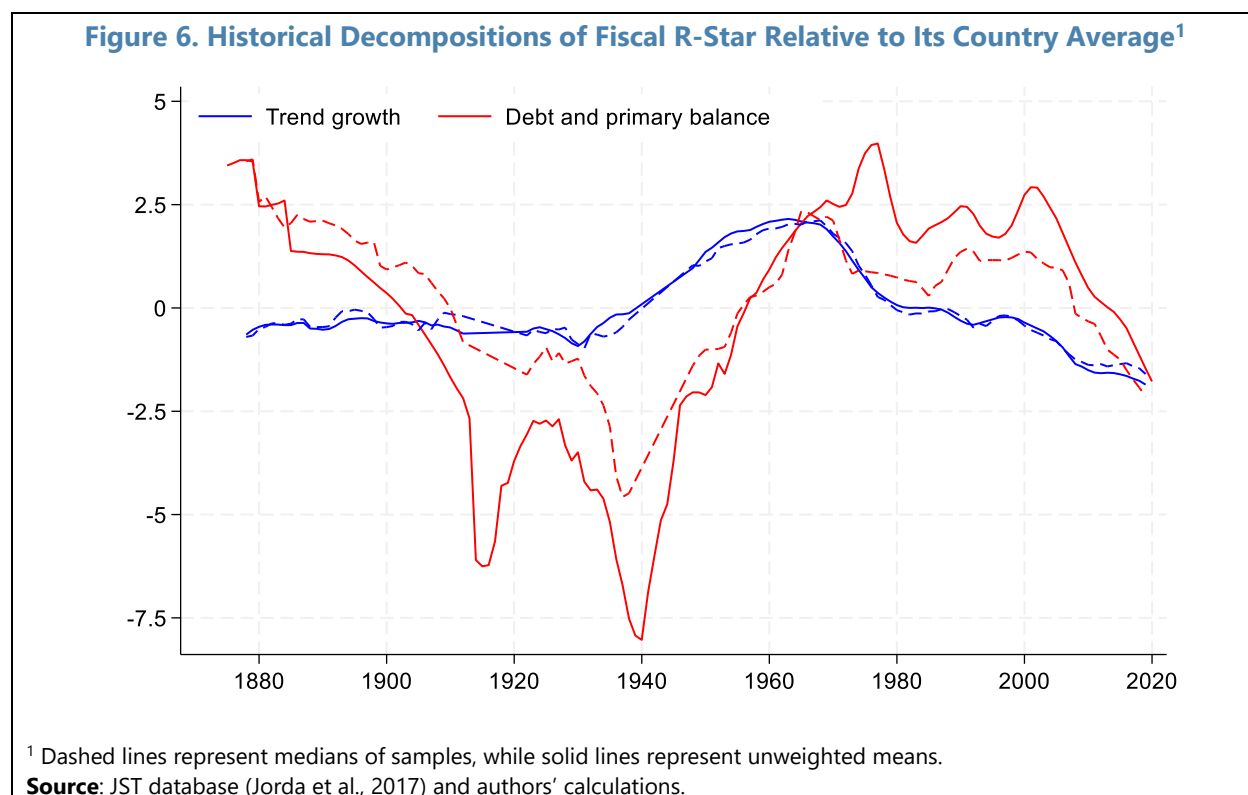 Figure 6. Historical Decompositions of Fiscal R-Star Relative to Its Country Average¹
Trend growth
Debt and primary balance
5
2.5
0
-2.5
-5
-7.5
1880 1900 1920 1940 1960 1980 2000 2020
¹ Dashed lines represent medians of samples, while solid lines represent unweighted means.
Source: JST database (Jorda et al., 2017) and authors’ calculations.